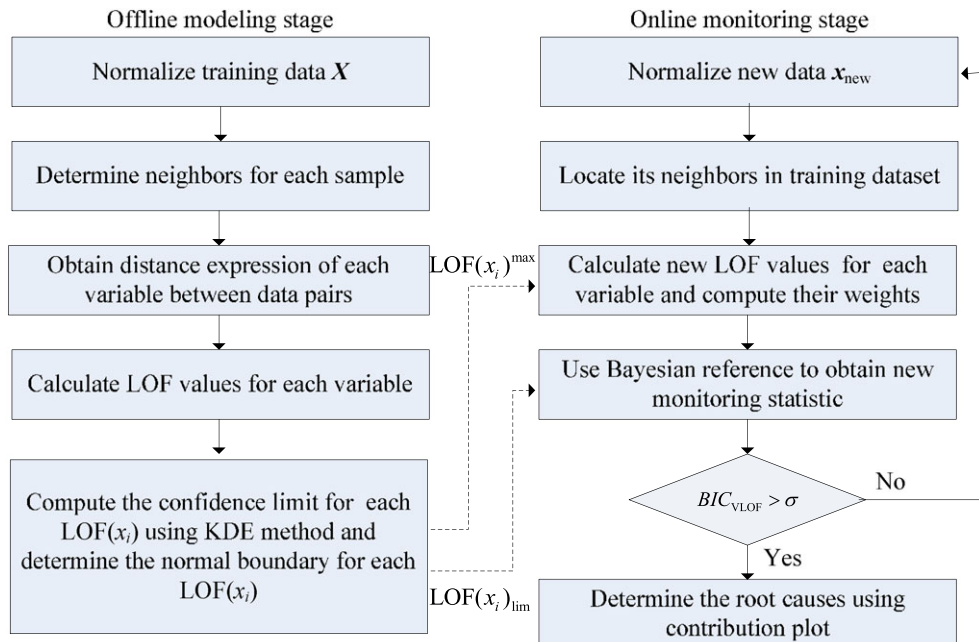 Offline modeling stage
Normalize training data X
Determine neighbors for each sample
Obtain distance expression of each
variable between data pairs
Calculate LOF values for each variable
Compute the confidence limit for each
LOF(xi) using KDE method and
determine the normal boundary for each
LOF(xi)
LOF(xi)max
LOF(xi)lim
Online monitoring stage
Normalize new data xnew
Locate its neighbors in training dataset
Calculate new LOF values for each
variable and compute their weights
Use Bayesian reference to obtain new
monitoring statistic
BICVLOF > σ
No
Yes
Determine the root causes using
contribution plot